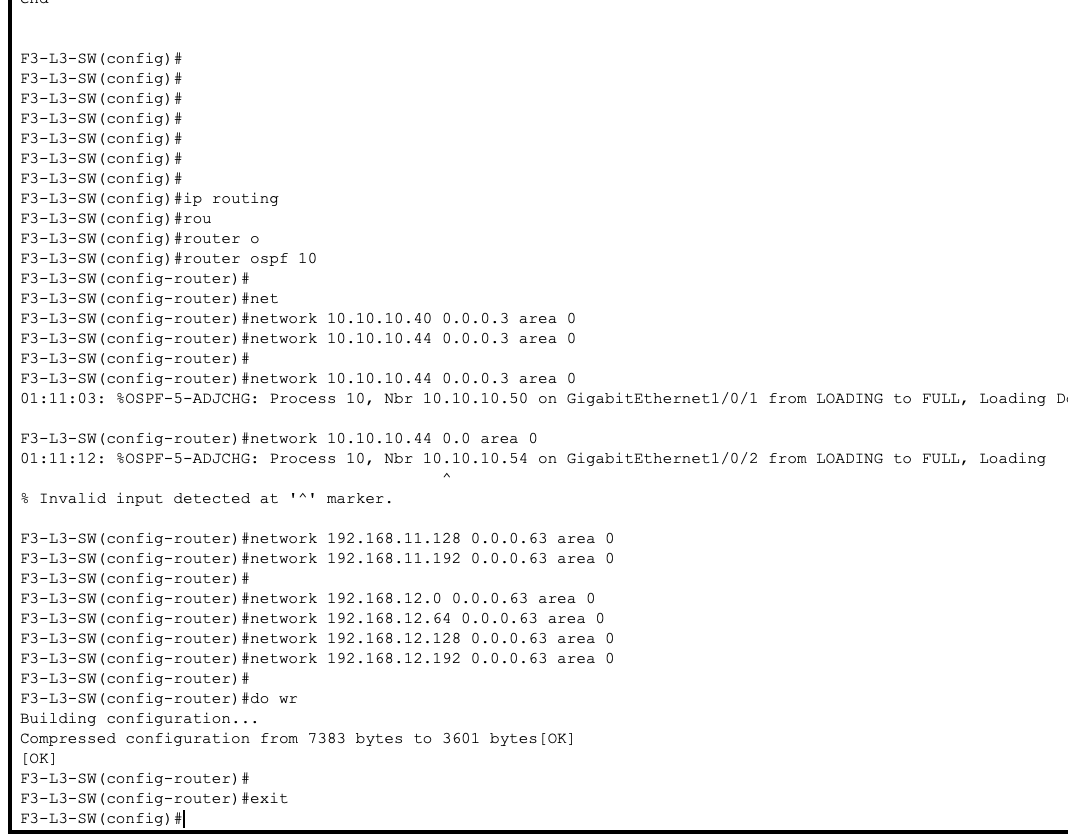 end
F3-L3-SW(config)#
F3-L3-SW(config)#
F3-L3-SW(config)#
F3-L3-SW(config)#
F3-L3-SW(config)#
F3-L3-SW(config)#
F3-L3-SW(config)#
F3-L3-SW(config)#ip routing
F3-L3-SW(config)#rou
F3-L3-SW(config)#router o
F3-L3-SW(config)#router ospf 10
F3-L3-SW(config-router)#
F3-L3-SW(config-router)#net
F3-L3-SW(config-router)#network 10.10.10.40 0.0.0.3 area 0
F3-L3-SW(config-router)#network 10.10.10.44 0.0.0.3 area 0
F3-L3-SW(config-router)#
F3-L3-SW(config-router)#network 10.10.10.44 0.0.0.3 area 0
01:11:03: %OSPF-5-ADJCHG: Process 10, Nbr 10.10.10.50 on GigabitEthernet1/0/1 from LOADING to FULL, Loading
F3-L3-SW(config-router)#network 10.10.10.44 0.0 area 0
01:11:12: %OSPF-5-ADJCHG: Process 10, Nbr 10.10.10.54 on GigabitEthernet1/0/2 from LOADING to FULL, Loading
^
% Invalid input detected at '^' marker.
F3-L3-SW(config-router)#network 192.168.11.128 0.0.0.63 area 0
F3-L3-SW(config-router)#network 192.168.11.192 0.0.0.63 area 0
F3-L3-SW(config-router)#
F3-L3-SW(config-router)#network 192.168.12.0 0.0.0.63 area 0
F3-L3-SW(config-router)#network 192.168.12.64 0.0.0.63 area 0
F3-L3-SW(config-router)#network 192.168.12.128 0.0.0.63 area 0
F3-L3-SW(config-router)#network 192.168.12.192 0.0.0.63 area 0
F3-L3-SW(config-router)#
F3-L3-SW(config-router)#do wr
Building configuration...
Compressed configuration from 7383 bytes to 3601 bytes[OK]
[OK]
F3-L3-SW(config-router)#
F3-L3-SW(config-router)#exit
F3-L3-SW(config)#